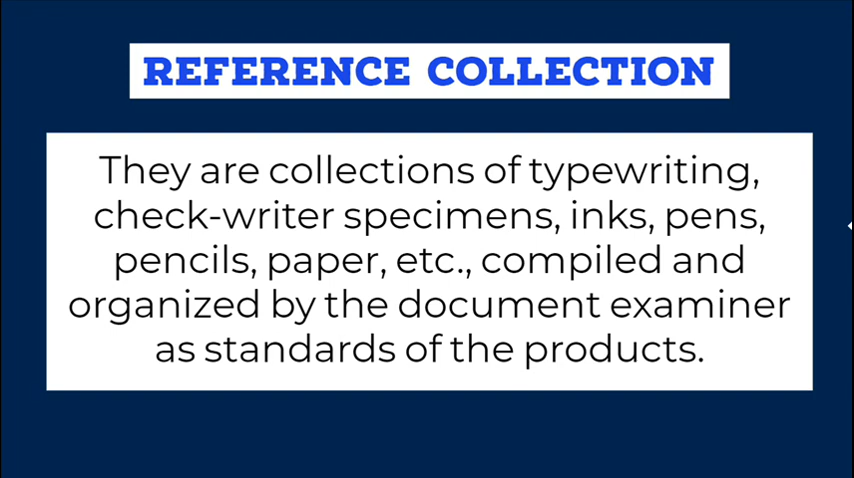 REFERENCE COLLECTION
They are collections of typewriting,
check-writer specimens, inks, pens,
pencils, paper, etc., compiled and
organized by the document examiner
as standards of the products.